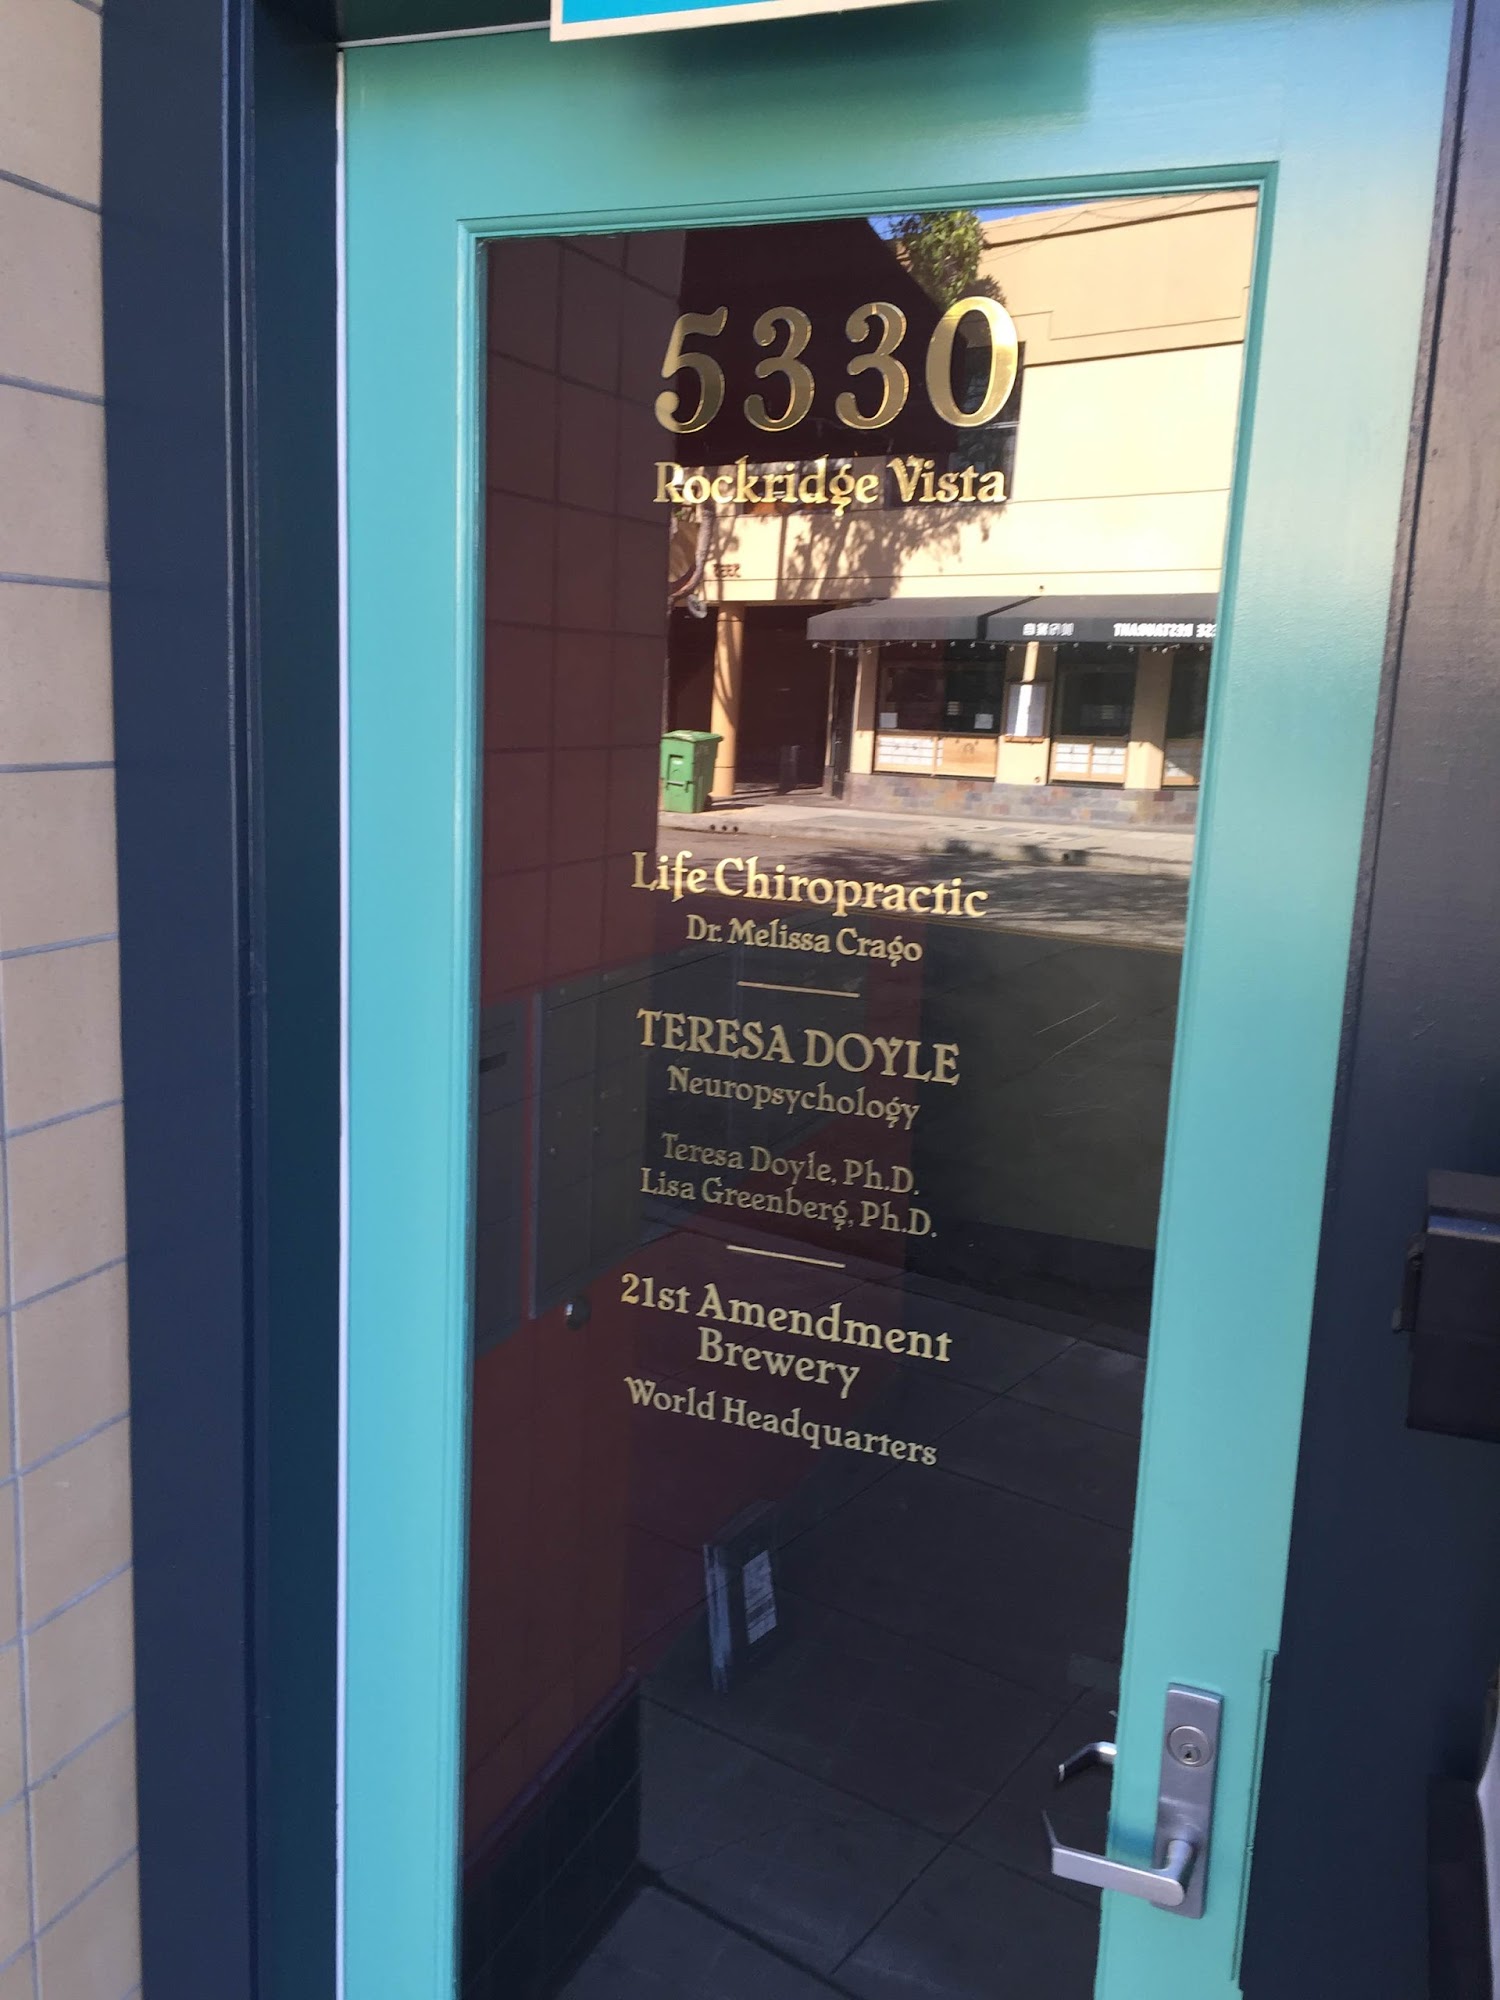 5330
Rockridge Vista
RESTAURANT
Life Chiropractic
Dr. Melissa Crago
TERESA DOYLE
Neuropsychology
Teresa Doyle, Ph.D.
Lisa Greenberg, Ph.D.
21st Amendment
Brewery
World Headquarters